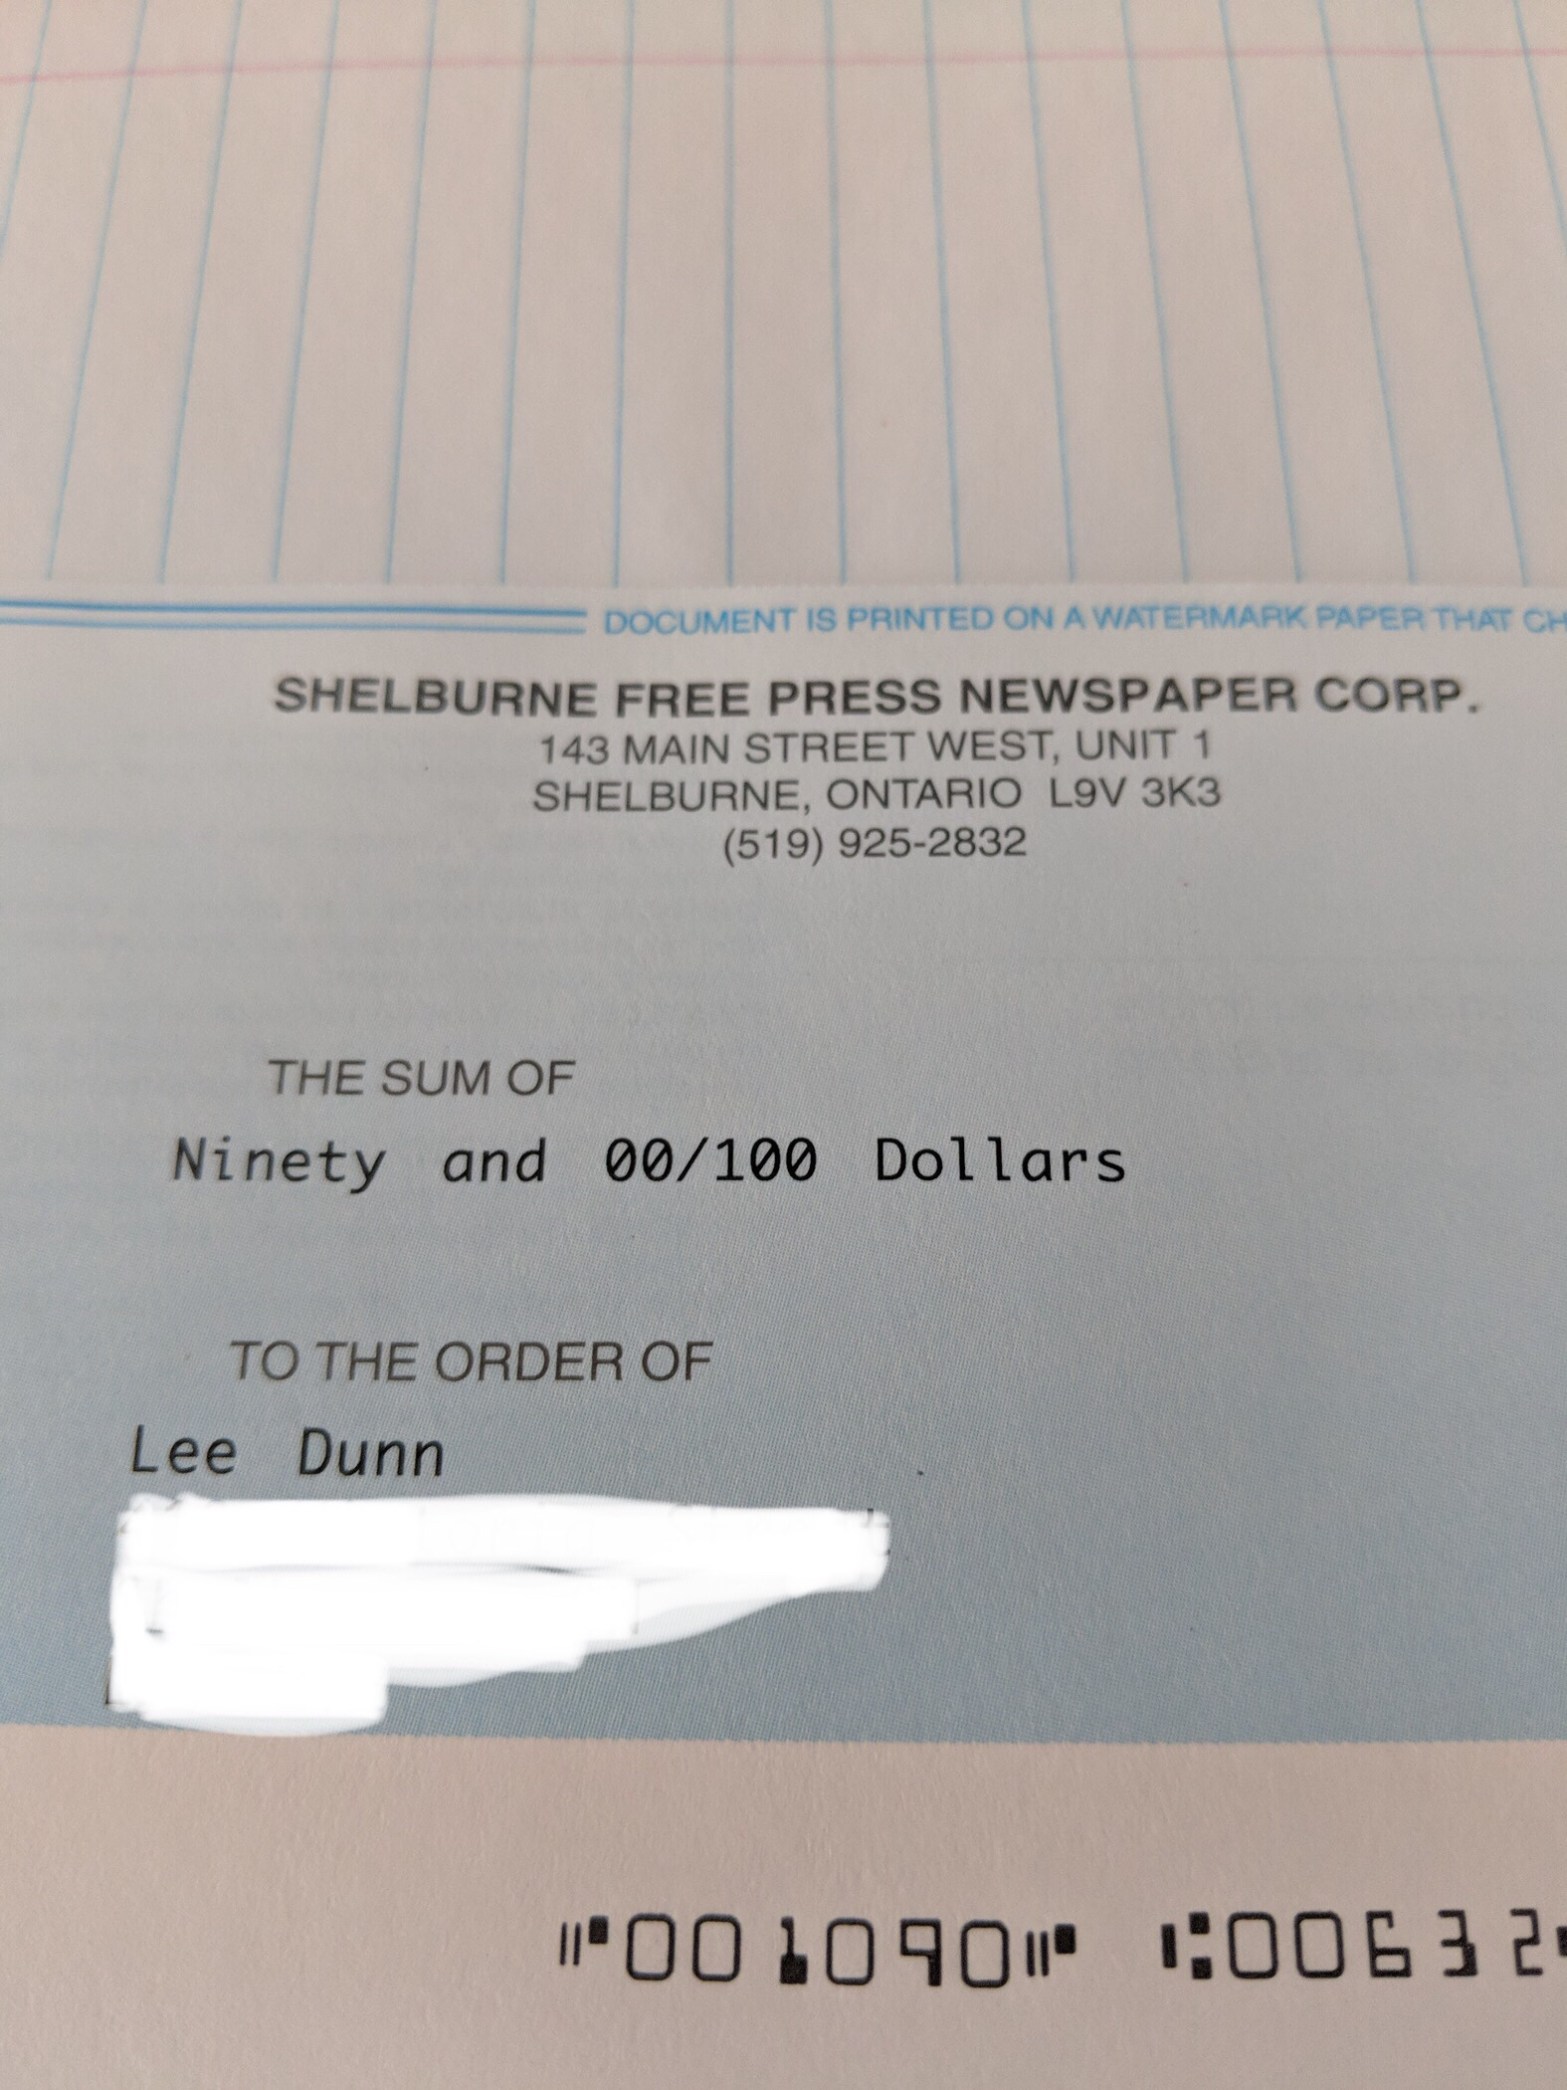 DOCUMENT IS PRINTED ON A WATERMARK PAPER THAT CH
SHELBURNE FREE PRESS NEWSPAPER CORP.
143 MAIN STREET WEST, UNIT 1
SHELBURNE, ONTARIO L9V 3K3
(519) 925-2832
THE SUM OF
Ninety and 00/100 Dollars
TO THE ORDER OF
Lee Dunn
⑈001090⑈ ⑆00632